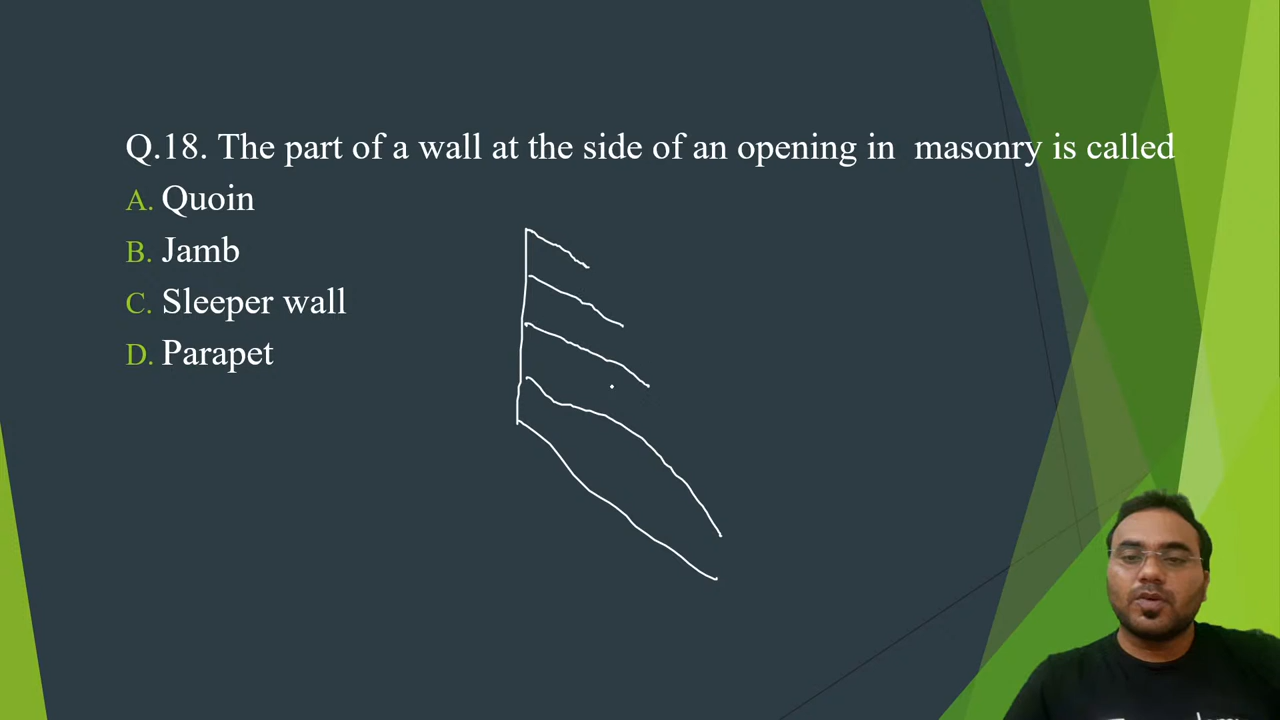 Q.18. The part of a wall at the side of an opening in  masonry is called
A. Quoin
B. Jamb
C. Sleeper wall
D. Parapet